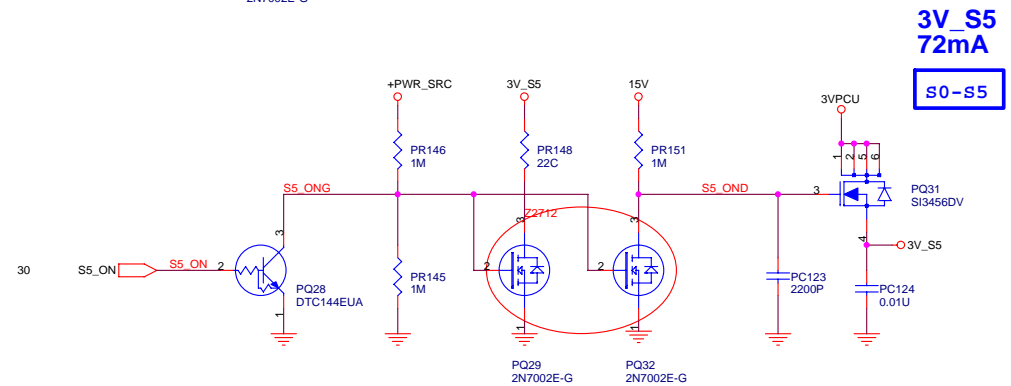 2N7002E-G
3V_S5
72mA
S0-S5
+PWR_SRC
3V_S5
15V
3VPCU
PR146
1M
PR148
22C
PR151
1M
1
2
5
6
S5_ONG
S5_OND
3
PQ31
SI3456DV
Z2712
3
3
3
4
3V_S5
30
S5_ON
S5_ON
2
2
2
PR145
1M
PC123
2200P
PC124
0.01U
PQ28
DTC144EUA
1
1
1
PQ29
2N7002E-G
PQ32
2N7002E-G